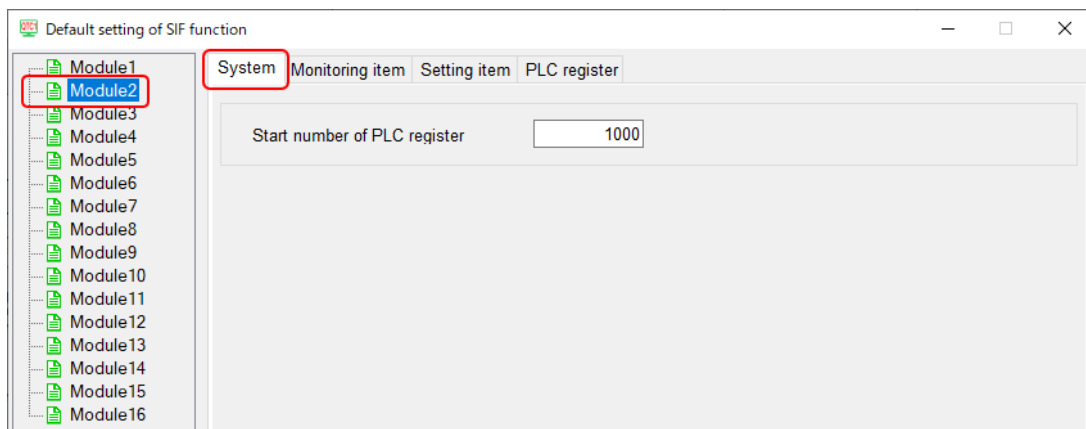 Default setting of SIF function
Module1
Module2
Module3
Module4
Module5
Module6
Module7
Module8
Module9
Module10
Module11
Module12
Module13
Module14
Module15
Module16
System Monitoring item Setting item PLC register
Start number of PLC register 1000